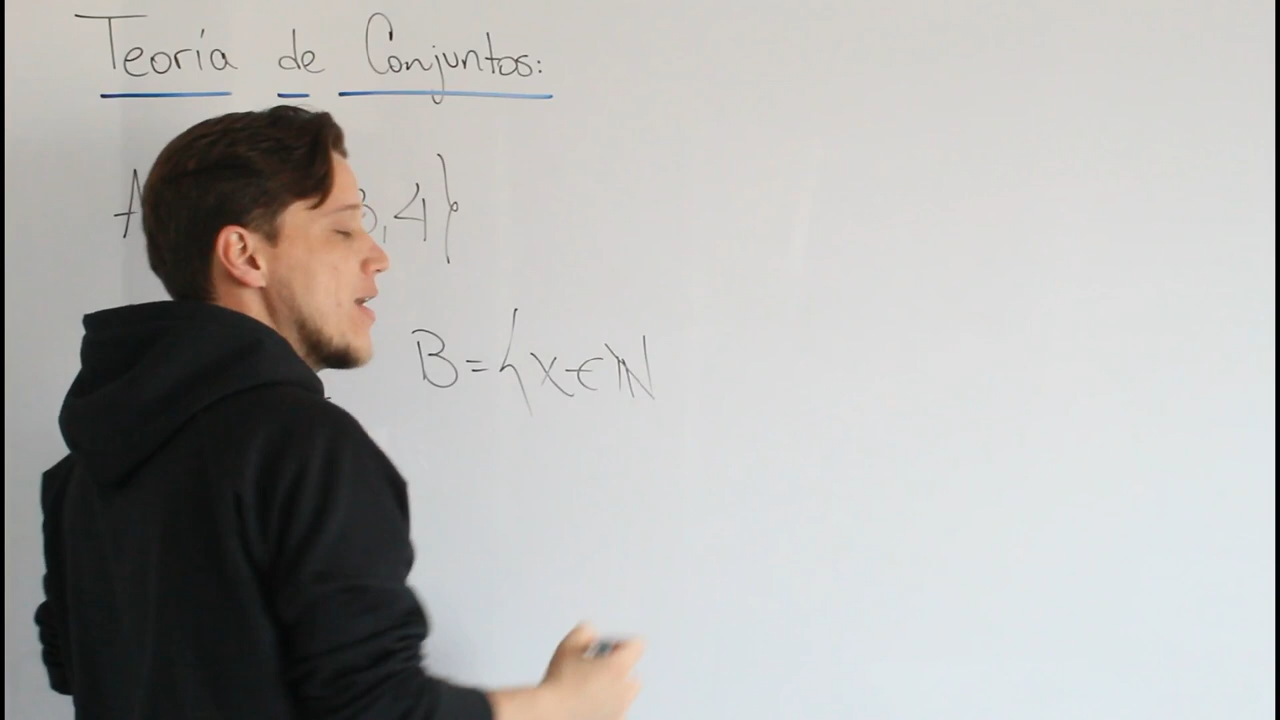 Teoría de Conjuntos:
A 3,4}
B={x∈ℕ